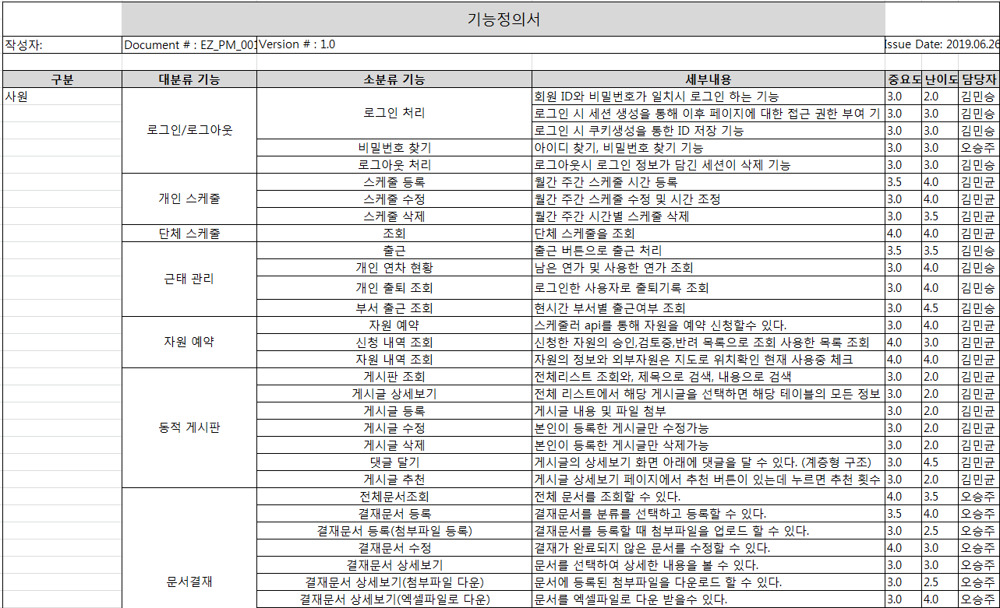 기능정의서
작성자: Document # : EZ_PM_001 Version # : 1.0 Issue Date: 2019.06.26
구분 대분류 기능 소분류 기능 세부내용 중요도 난이도 담당자
사원 로그인/로그아웃 로그인 처리 회원 ID와 비밀번호가 일치시 로그인 하는 기능 3.0 2.0 김민승
로그인 시 세션 생성을 통해 이후 페이지에 대한 접근 권한 부여 기 3.0 3.0 김민승
로그인 시 쿠키생성을 통한 ID 저장 기능 3.0 3.0 김민승
비밀번호 찾기 아이디 찾기, 비밀번호 찾기 기능 3.0 3.0 오승주
로그아웃 처리 로그아웃시 로그인 정보가 담긴 세션이 삭제 기능 3.0 3.0 김민승
개인 스케줄 스케줄 등록 월간 주간 스케줄 시간 등록 3.5 4.0 김민균
스케줄 수정 월간 주간 스케줄 수정 및 시간 조정 3.0 4.0 김민균
스케줄 삭제 월간 주간 시간별 스케줄 삭제 3.0 3.5 김민균
단체 스케줄 조회 단체 스케줄을 조회 4.0 4.0 김민균
근태 관리 출근 출근 버튼으로 출근 처리 3.5 3.5 김민승
개인 연차 현황 남은 연가 및 사용한 연가 조회 3.0 4.0 김민승
개인 출퇴 조회 로그인한 사용자로 출퇴기록 조회 3.0 4.0 김민승
부서 출근 조회 현시간 부서별 출근여부 조회 3.0 4.5 김민승
자원 예약 자원 예약 스케줄러 api를 통해 자원을 예약 신청할수 있다. 3.0 4.0 김민균
신청 내역 조회 신청한 자원의 승인,검토중,반려 목록으로 조회 사용한 목록 조회 4.0 3.0 김민균
자원 내역 조회 자원의 정보와 외부자원은 지도로 위치확인 현재 사용중 체크 4.0 4.0 김민균
동적 게시판 게시판 조회 전체리스트 조회와, 제목으로 검색, 내용으로 검색 3.0 2.0 김민균
게시글 상세보기 전체 리스트에서 해당 게시글을 선택하면 해당 테이블의 모든 정보 3.0 2.0 김민균
게시글 등록 게시글 내용 및 파일 첨부 3.0 2.0 김민균
게시글 수정 본인이 등록한 게시글만 수정가능 3.0 2.0 김민균
게시글 삭제 본인이 등록한 게시글만 삭제가능 3.0 2.0 김민균
댓글 달기 게시글의 상세보기 화면 아래에 댓글을 달 수 있다. (계층형 구조) 3.0 4.5 김민균
게시글 추천 게시글 상세보기 페이지에서 추천 버튼이 있는데 누르면 추천 횟수 3.0 2.0 김민균
문서결재 전체문서조회 전체 문서를 조회할 수 있다. 4.0 3.5 오승주
결재문서 등록 결재문서를 분류를 선택하고 등록할 수 있다. 3.5 4.0 오승주
결재문서 등록(첨부파일 등록) 결재문서를 등록할 때 첨부파일을 업로드 할 수 있다. 3.0 2.5 오승주
결재문서 수정 결재가 완료되지 않은 문서를 수정할 수 있다. 4.0 3.0 오승주
결재문서 상세보기 문서를 선택하여 상세한 내용을 볼 수 있다. 3.0 3.0 오승주
결재문서 상세보기(첨부파일 다운) 문서에 등록된 첨부파일을 다운로드 할 수 있다. 3.0 2.5 오승주
결재문서 상세보기(엑셀파일로 다운) 문서를 엑셀파일로 다운 받을수 있다. 3.0 4.0 오승주